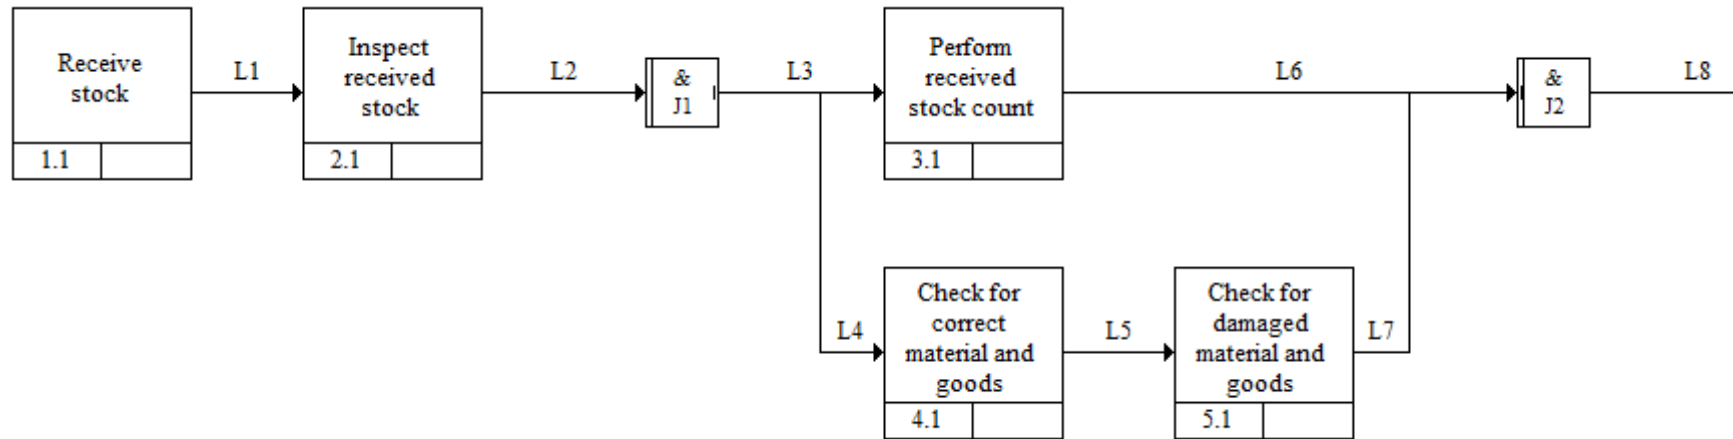 Receive
stock
1.1
L1
Inspect
received
stock
2.1
L2
&
J1
L3
Perform
received
stock count
3.1
L6
&
J2
L8
L4
Check for
correct
material and
goods
4.1
L5
Check for
damaged
material and
goods
5.1
L7